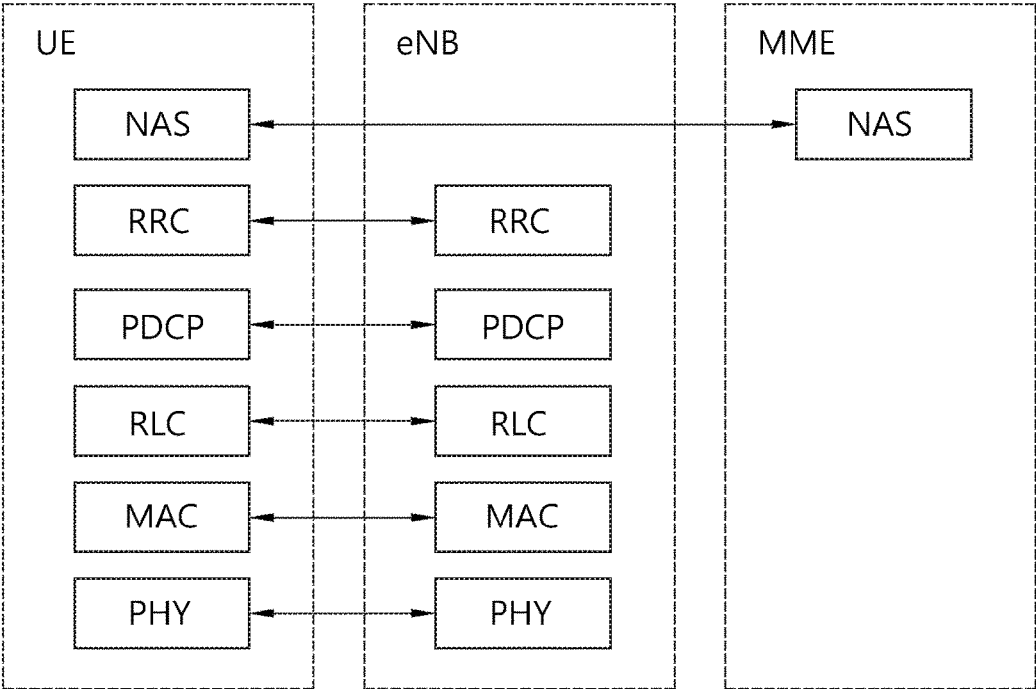 UE eNB MME
NAS NAS
RRC RRC
PDCP PDCP
RLC RLC
MAC MAC
PHY PHY